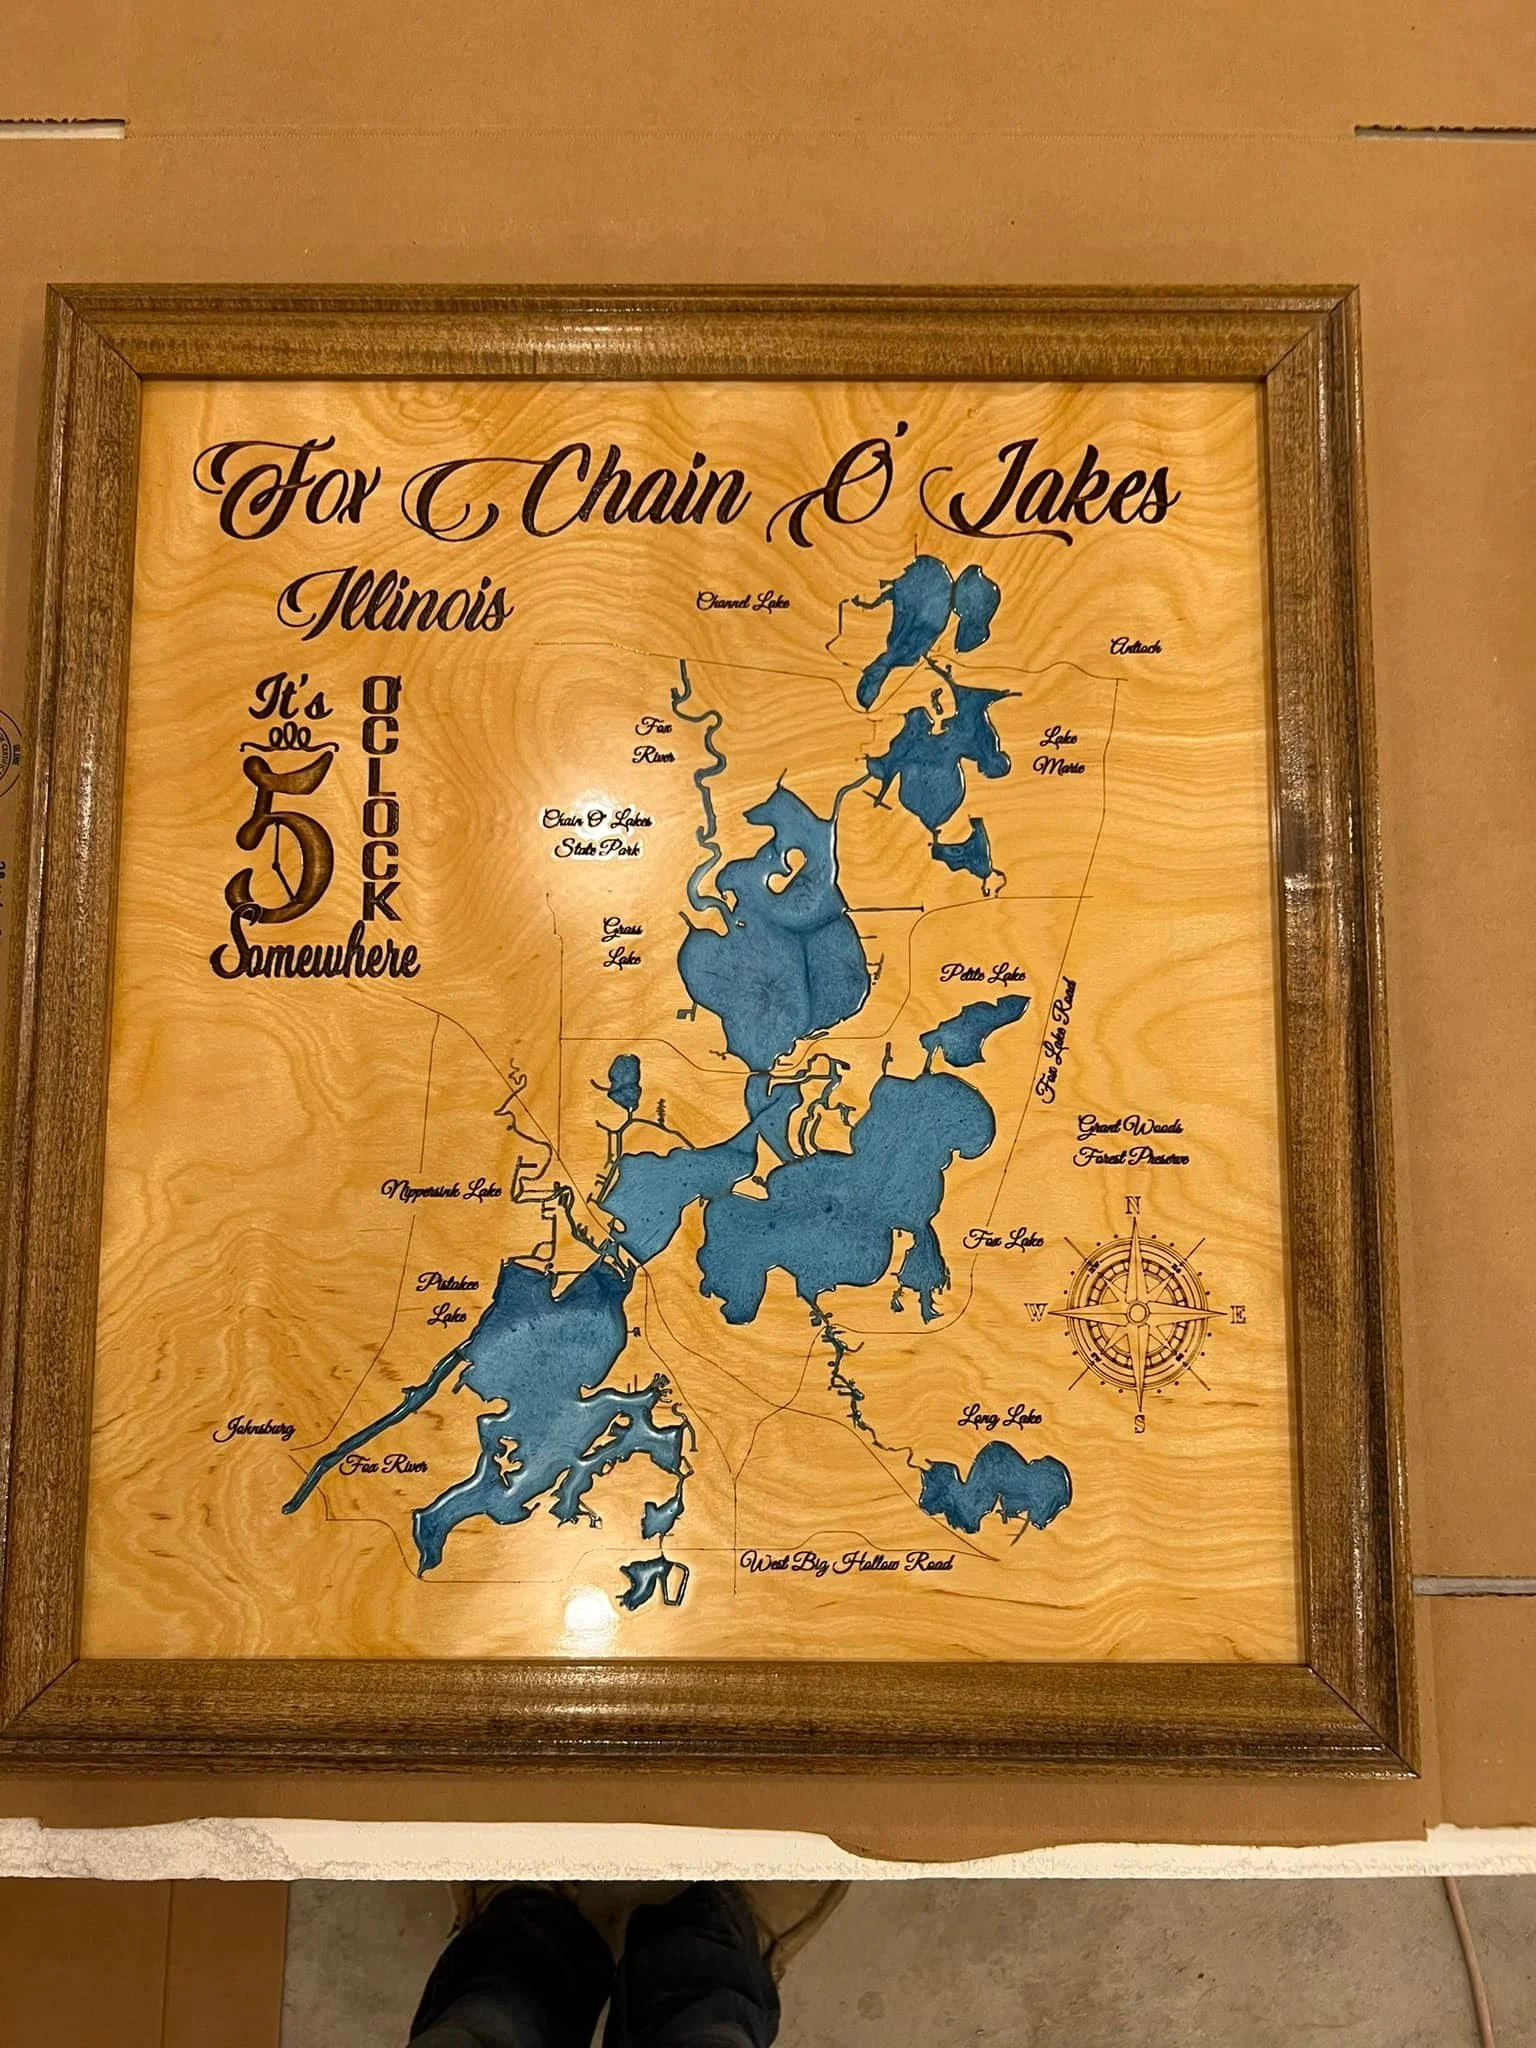 Fox Chain O' Lakes
Illinois
It's
5
O'CLOCK
Somewhere
Channel Lake
Antioch
Fox
River
Lake
Marie
Chain O' Lakes
State Park
Grass
Lake
Petite Lake
Fox Lake Road
Grant Woods
Forest Preserve
Nippersink Lake
N
Fox Lake
W
E
S
Pistakee
Lake
Johnsburg
Fox River
Long Lake
West Big Hollow Road